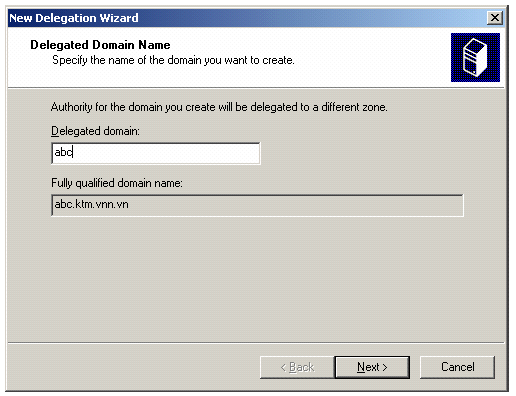 New Delegation Wizard
Delegated Domain Name
Specify the name of the domain you want to create.
Authority for the domain you create will be delegated to a different zone.
Delegated domain:
abc
Fully qualified domain name:
abc.ktm.vnn.vn
< Back Next > Cancel